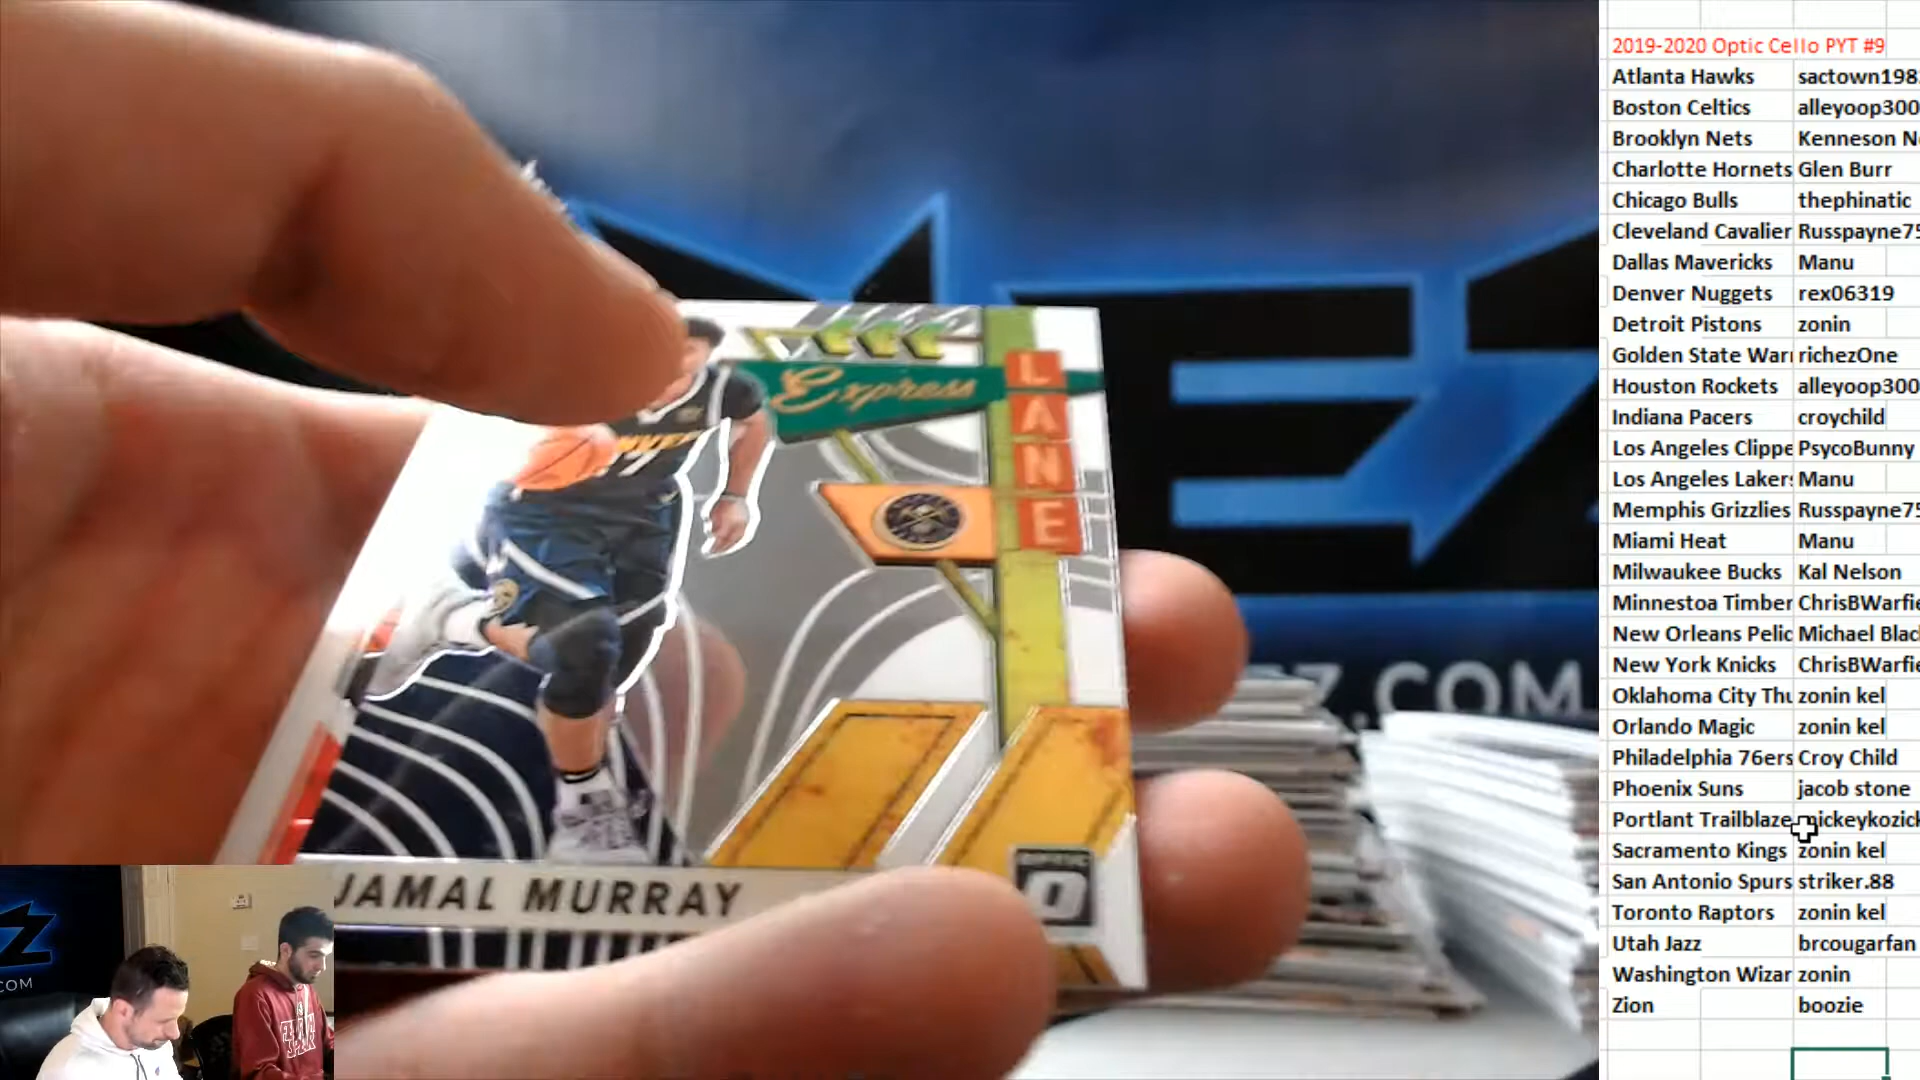 2019-2020 Optic Cello PYT #9
Atlanta Hawks sactown198
Boston Celtics alleyoop300
Brooklyn Nets Kenneson N
Charlotte Hornets Glen Burr
Chicago Bulls thephinatic
Cleveland Cavalier Russpayne75
Dallas Mavericks Manu
Denver Nuggets rex06319
Detroit Pistons zonin
Golden State Warr richezOne
Houston Rockets alleyoop300
Indiana Pacers croychild
Los Angeles Clippe PsycoBunny
Los Angeles Lakers Manu
Memphis Grizzlies Russpayne75
Miami Heat Manu
Milwaukee Bucks Kal Nelson
Minnestoa Timber ChrisBWarfie
New Orleans Pelic Michael Blac
New York Knicks ChrisBWarfie
Oklahoma City Thu zonin kel
Orlando Magic zonin kel
Philadelphia 76ers Croy Child
Phoenix Suns jacob stone
Portlant Trailblaze mickeykozick
Sacramento Kings zonin kel
San Antonio Spurs striker.88
Toronto Raptors zonin kel
Utah Jazz brcougarfan
Washington Wizar zonin
Zion boozie
Express
LANE
7
JAMAL MURRAY
OPTIC
Z.COM
Z
.COM